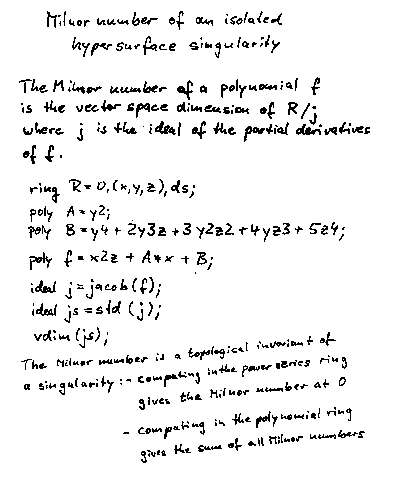 Milnor number of an isolated
hypersurface singularity
The Milnor number of a polynomial f
is the vector space dimension of R/j
where j is the ideal of the partial derivatives
of f.
ring R=0,(x,y,z),ds;
poly A=y2;
poly B=y4+2y3z+3y2z2+4yz3+5z4;
poly f=x2z+A*x+B;
ideal j=jacob(f);
ideal js=std(j);
vdim(js);
The Milnor number is a topological invariant of
a singularity:- computing in the power series ring
gives the Milnor number at 0
- computing in the polynomial ring
gives the sum of all Milnor numbers